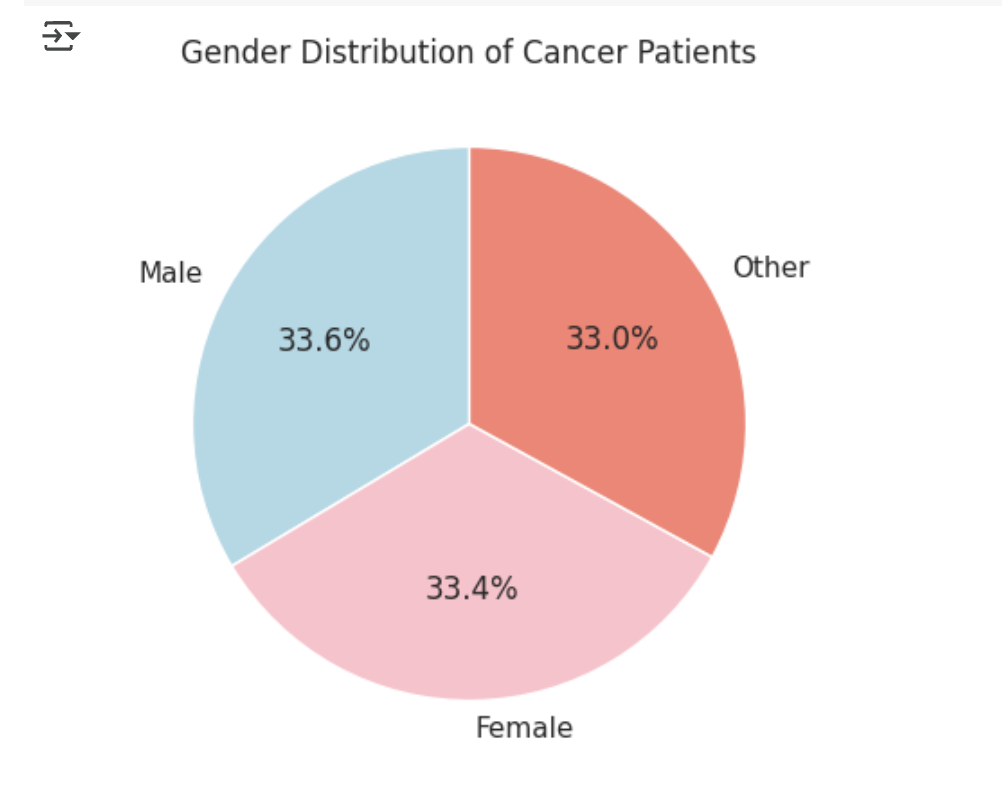 Gender Distribution of Cancer Patients
Male
Other
33.6%
33.0%
33.4%
Female